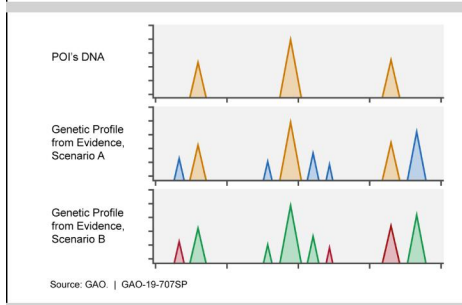 POI's DNA
Genetic Profile
from Evidence,
Scenario A
Genetic Profile
from Evidence,
Scenario B
Source: GAO. | GAO-19-707SP